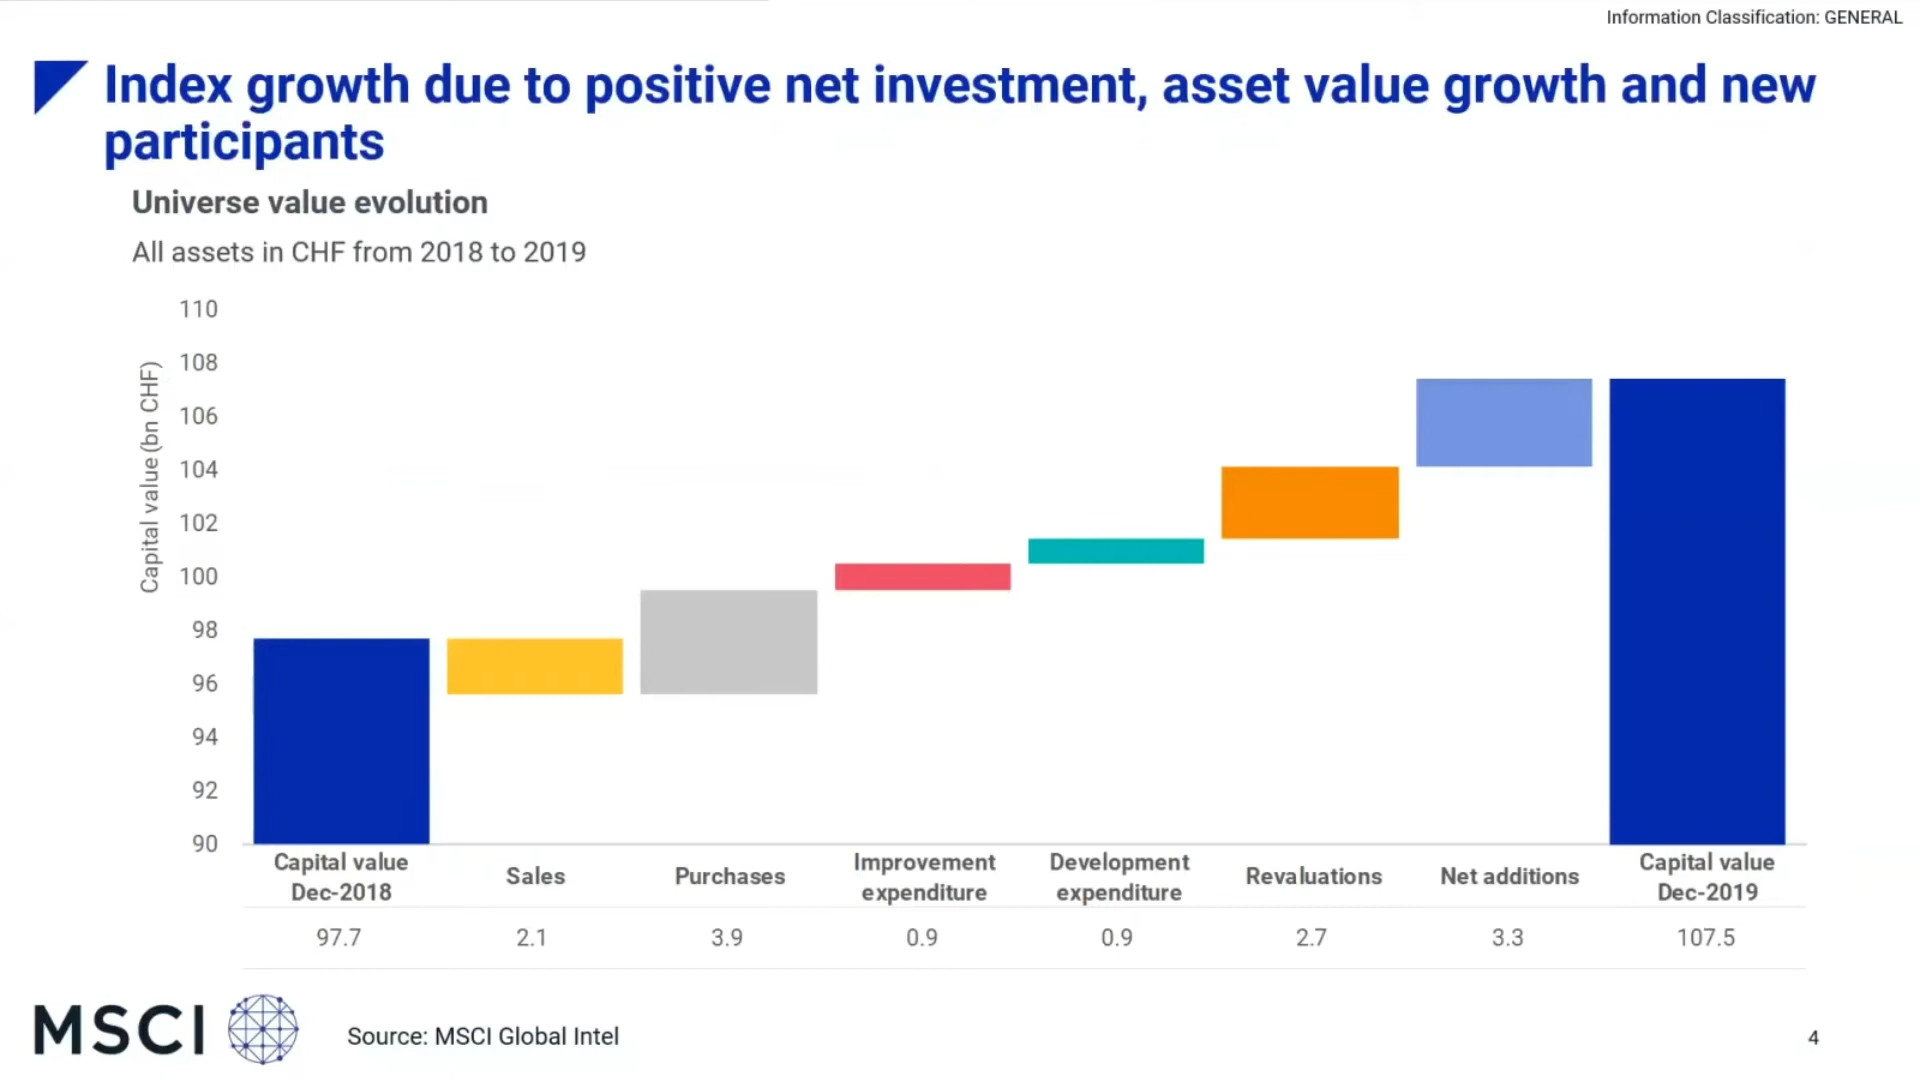 Information Classification: GENERAL
Index growth due to positive net investment, asset value growth and new
participants
Universe value evolution
All assets in CHF from 2018 to 2019
Capital value (bn CHF)
110
108
106
104
102
100
98
96
94
92
90
Capital value Dec-2018
Sales
Purchases
Improvement expenditure
Development expenditure
Revaluations
Net additions
Capital value Dec-2019
97.7 2.1 3.9 0.9 0.9 2.7 3.3 107.5
MSCI
Source: MSCI Global Intel
4